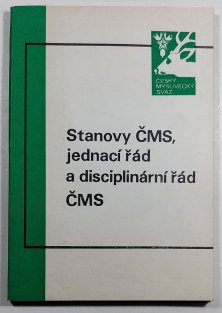 ČESKÝ
MYSLIVECKÝ
SVAZ
Stanovy ČMS,
jednací řád
a disciplinární řád
ČMS